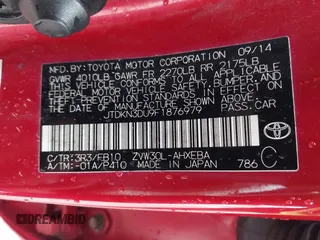 MFD. BY: TOYOTA MOTOR CORPORATION 09/14
GVWR 4010LB GAWR FR 2270LB RR 2175LB
THIS VEHICLE CONFORMS TO ALL APPLICABLE
FEDERAL MOTOR VEHICLE SAFETY, BUMPER, AND THEFT
PREVENTION STANDARDS IN EFFECT ON
THE DATE OF MANUFACTURE SHOWN ABOVE.
JTDKN3DU9F1876979 PASS.CAR
TOYOTA
C/TR:3R3/FB10 ZVW30L-AHXEBA C
A/TM:-01A/P410 MADE IN JAPAN 786
DREAMBID